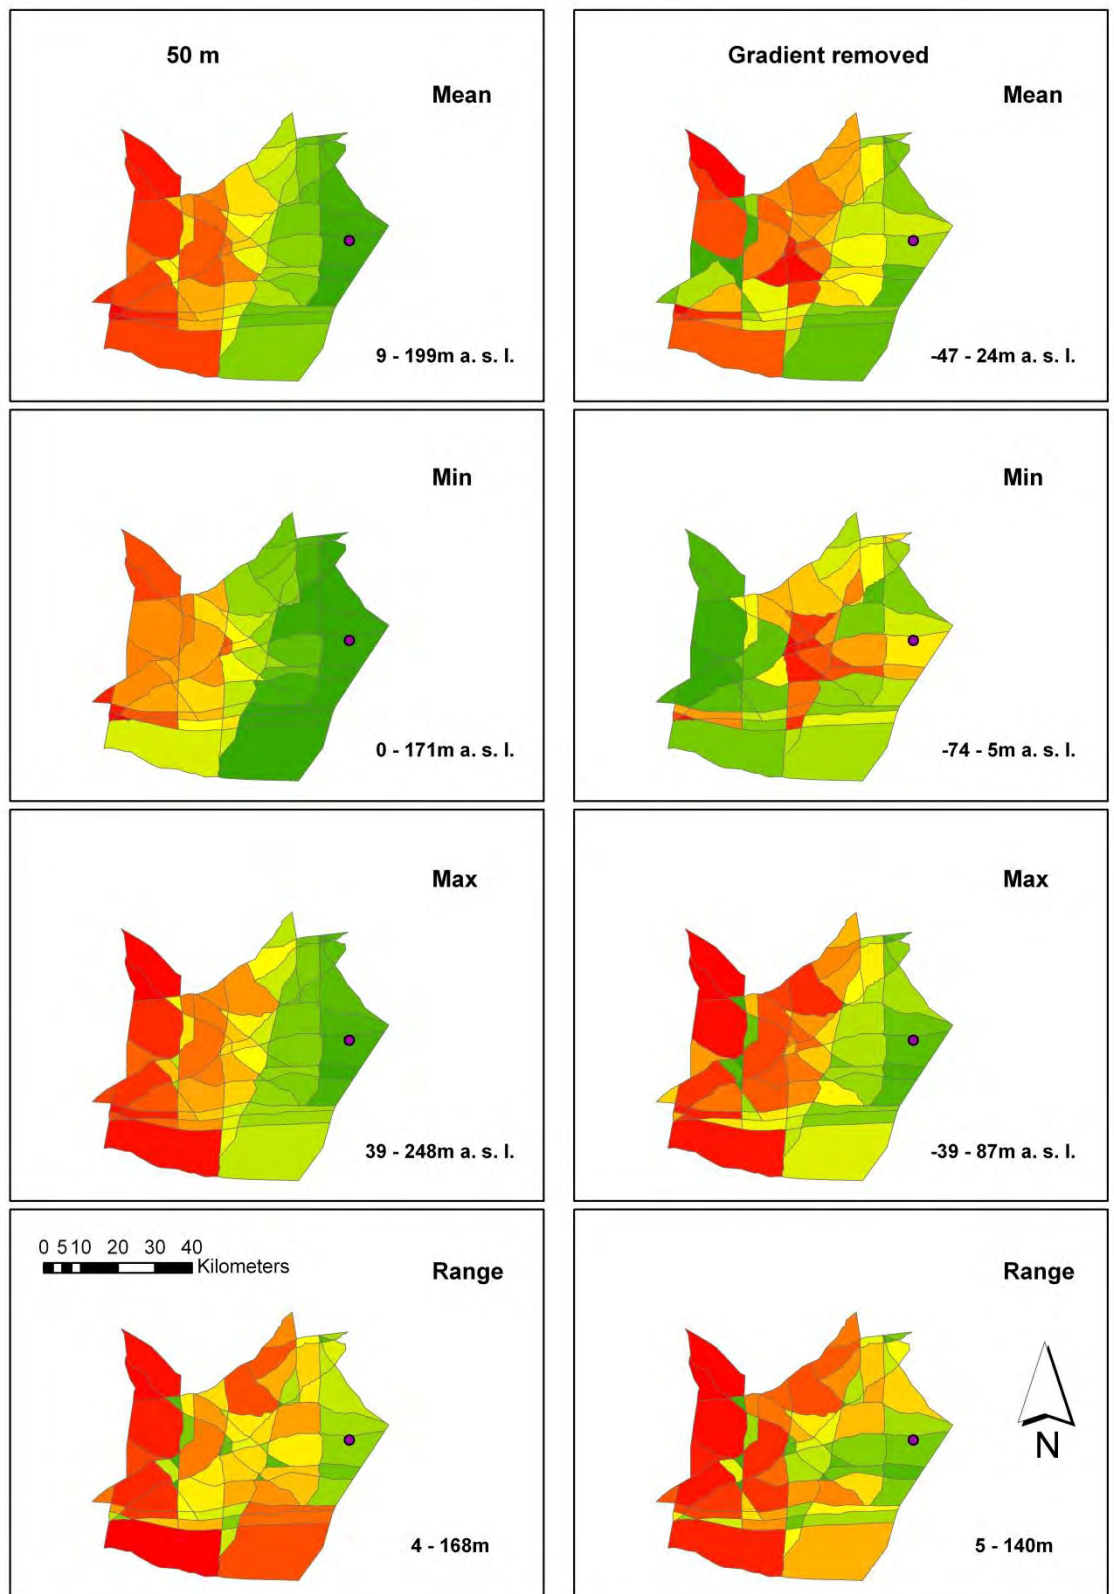 50 m
Mean
9 - 199m a. s. l.
Gradient removed
Mean
-47 - 24m a. s. l.
Min
0 - 171m a. s. l.
Min
-74 - 5m a. s. l.
Max
39 - 248m a. s. l.
Max
-39 - 87m a. s. l.
0 5 10 20 30 40
Kilometers
Range
4 - 168m
Range
N
5 - 140m